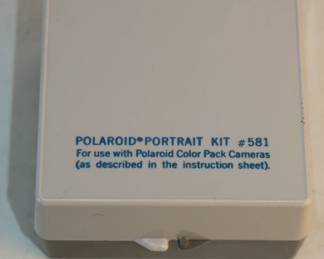 POLAROID® PORTRAIT KIT #581
For use with Polaroid Color Pack Cameras
(as described in the instruction sheet).